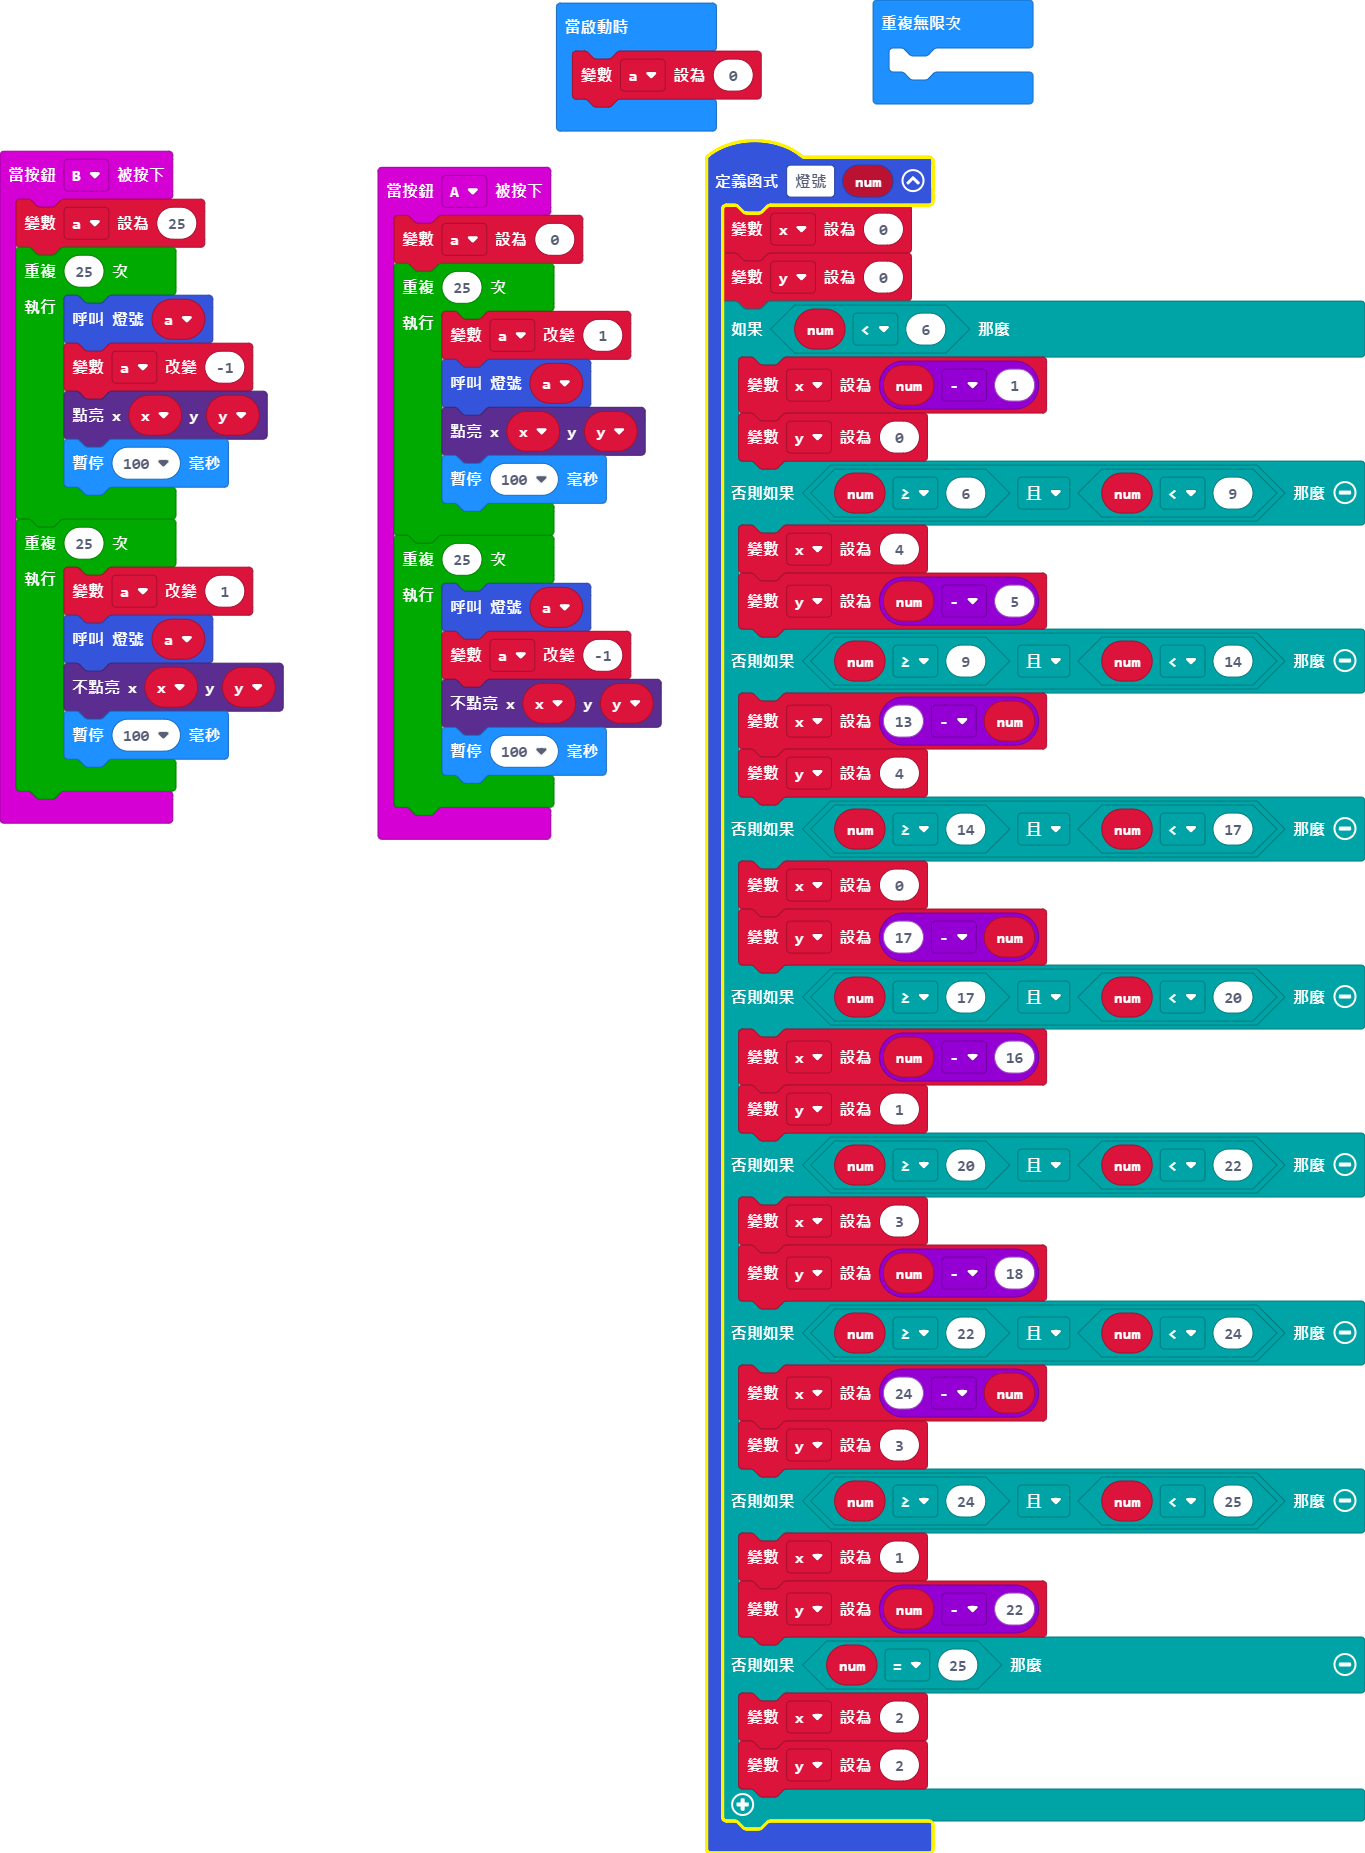 當啟動時
變數 a 設為 0
重複無限次
當按鈕 B 被按下
變數 a 設為 25
重複 25 次
執行
呼叫 燈號 a
變數 a 改變 -1
點亮 x x y y
暫停 100 毫秒
重複 25 次
執行
變數 a 改變 1
呼叫 燈號 a
不點亮 x x y y
暫停 100 毫秒
當按鈕 A 被按下
變數 a 設為 0
重複 25 次
執行
變數 a 改變 1
呼叫 燈號 a
點亮 x x y y
暫停 100 毫秒
重複 25 次
執行
呼叫 燈號 a
變數 a 改變 -1
不點亮 x x y y
暫停 100 毫秒
定義函式 燈號 num
變數 x 設為 0
變數 y 設為 0
如果 num < 6 那麼
變數 x 設為 num - 1
變數 y 設為 0
否則如果 num ≥ 6 且 num < 9 那麼
變數 x 設為 4
變數 y 設為 num - 5
否則如果 num ≥ 9 且 num < 14 那麼
變數 x 設為 13 - num
變數 y 設為 4
否則如果 num ≥ 14 且 num < 17 那麼
變數 x 設為 0
變數 y 設為 17 - num
否則如果 num ≥ 17 且 num < 20 那麼
變數 x 設為 num - 16
變數 y 設為 1
否則如果 num ≥ 20 且 num < 22 那麼
變數 x 設為 3
變數 y 設為 num - 18
否則如果 num ≥ 22 且 num < 24 那麼
變數 x 設為 24 - num
變數 y 設為 3
否則如果 num ≥ 24 且 num < 25 那麼
變數 x 設為 1
變數 y 設為 num - 22
否則如果 num = 25 那麼
變數 x 設為 2
變數 y 設為 2